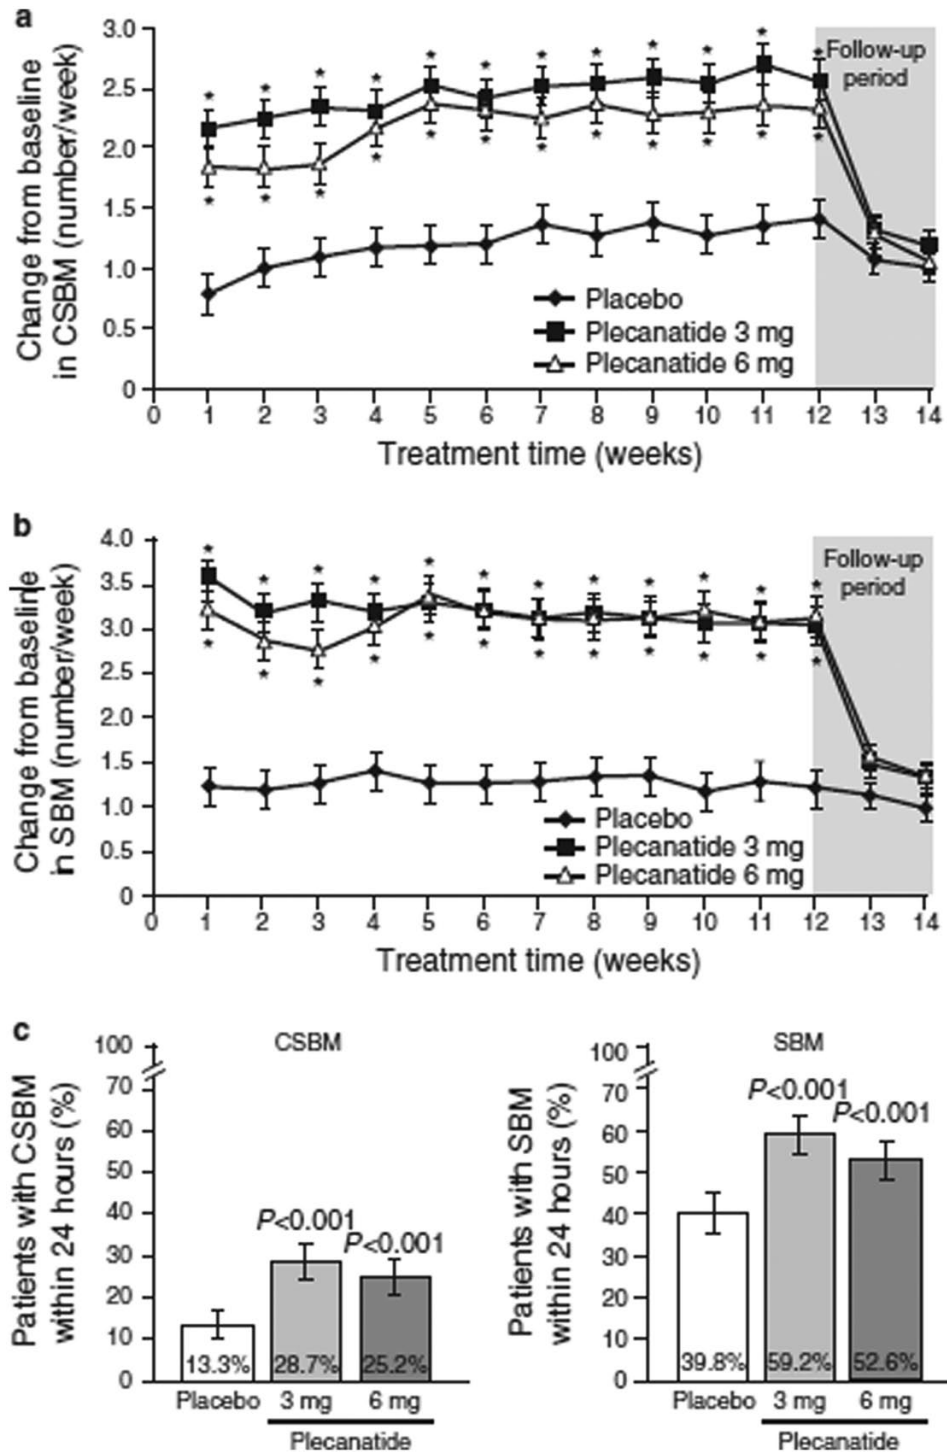 a
Change from baseline
in CSBM (number/week)
3.0
2.5
2.0
1.5
1.0
0.5
0
* * * * * * * * * * * *
* * * * * * * * * * * *
Follow-up
period
Placebo
Plecanatide 3 mg
Plecanatide 6 mg
0 1 2 3 4 5 6 7 8 9 10 11 12 13 14
Treatment time (weeks)
b
Change from baseline
in SBM (number/week)
4.0
3.5
3.0
2.5
2.0
1.5
1.0
0.5
0
* * * * * * * * * * * *
* * * * * * * * * * * *
Follow-up
period
Placebo
Plecanatide 3 mg
Plecanatide 6 mg
0 1 2 3 4 5 6 7 8 9 10 11 12 13 14
Treatment time (weeks)
c
CSBM
Patients with CSBM
within 24 hours (%)
100
70
60
50
40
30
20
10
0
P<0.001
P<0.001
13.3% 28.7% 25.2%
Placebo 3 mg 6 mg
Plecanatide
SBM
Patients with SBM
within 24 hours (%)
100
70
60
50
40
30
20
10
0
P<0.001
P<0.001
39.8% 59.2% 52.6%
Placebo 3 mg 6 mg
Plecanatide